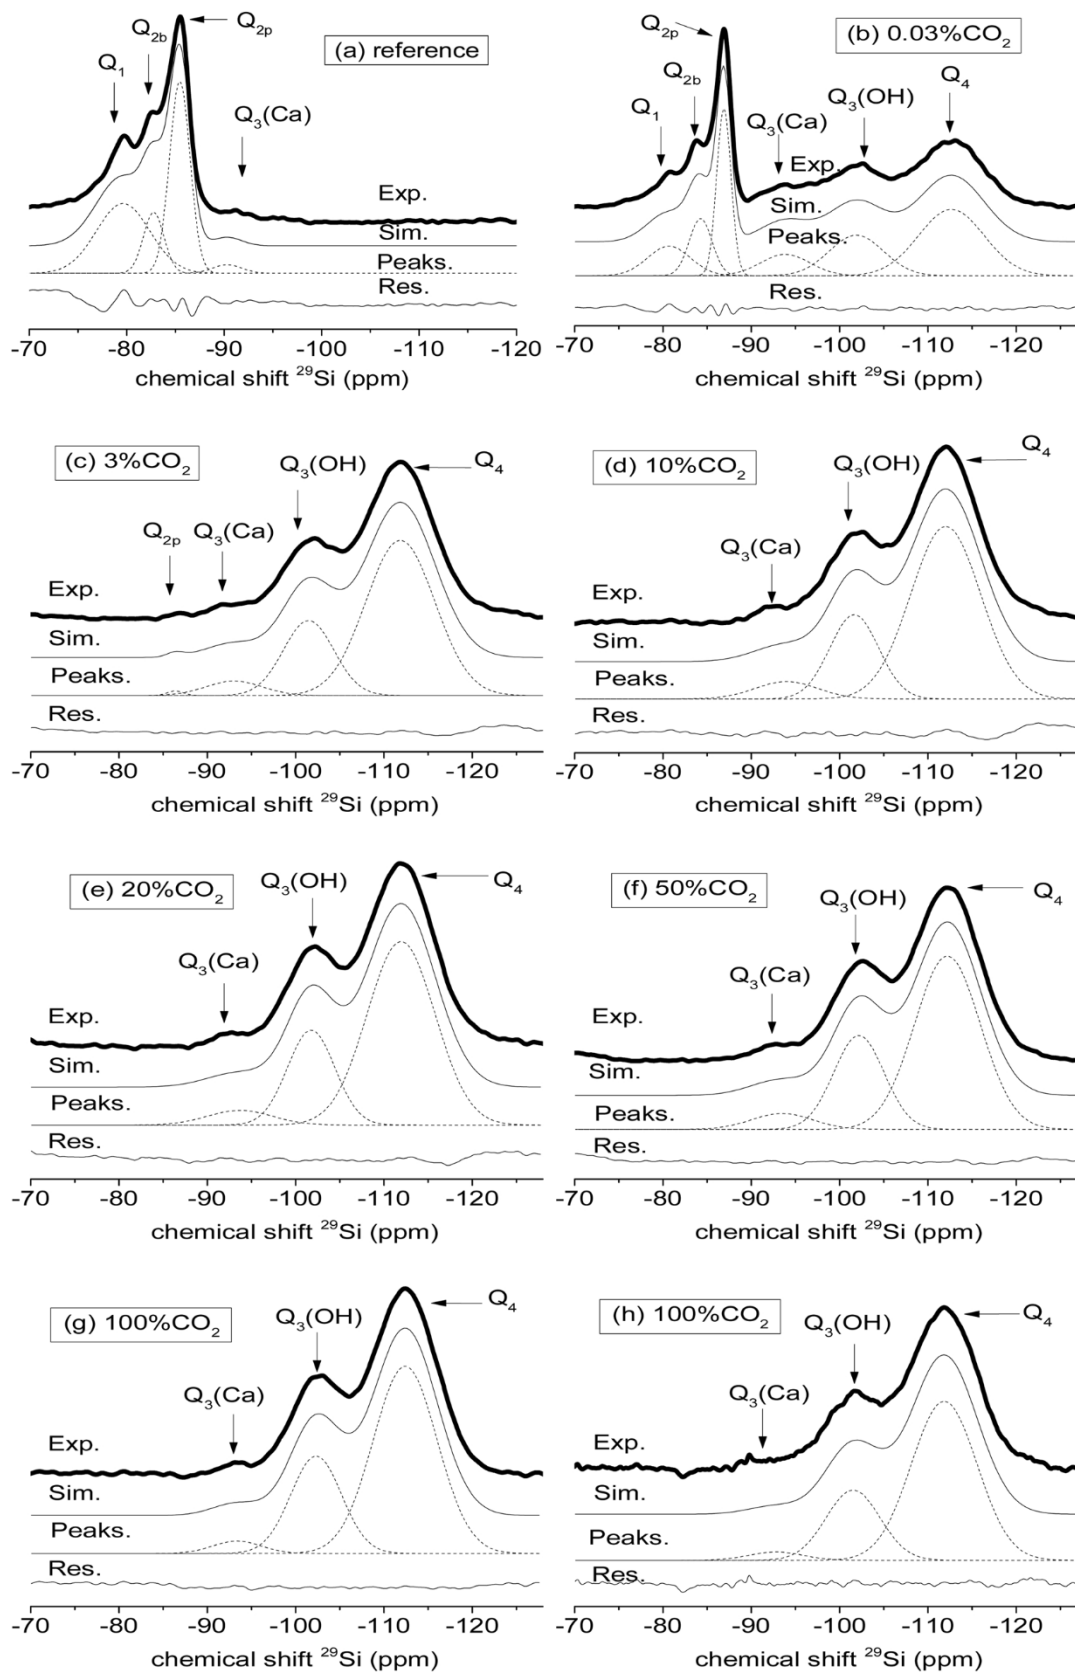 (a) reference
Q1
Q2b
Q2p
Q3(Ca)
Exp.
Sim.
Peaks.
Res.
-70 -80 -90 -100 -110 -120
chemical shift 29Si (ppm)
(b) 0.03%CO2
Q2p
Q2b
Q1
Q3(Ca)
Q3(OH)
Q4
Exp.
Sim.
Peaks.
Res.
-70 -80 -90 -100 -110 -120
chemical shift 29Si (ppm)
(c) 3%CO2
Q3(OH)
Q4
Q2p
Q3(Ca)
Exp.
Sim.
Peaks.
Res.
-70 -80 -90 -100 -110 -120
chemical shift 29Si (ppm)
(d) 10%CO2
Q3(OH)
Q4
Q3(Ca)
Exp.
Sim.
Peaks.
Res.
-70 -80 -90 -100 -110 -120
chemical shift 29Si (ppm)
(e) 20%CO2
Q3(OH)
Q4
Q3(Ca)
Exp.
Sim.
Peaks.
Res.
-70 -80 -90 -100 -110 -120
chemical shift 29Si (ppm)
(f) 50%CO2
Q3(OH)
Q4
Q3(Ca)
Exp.
Sim.
Peaks.
Res.
-70 -80 -90 -100 -110 -120
chemical shift 29Si (ppm)
(g) 100%CO2
Q3(OH)
Q4
Q3(Ca)
Exp.
Sim.
Peaks.
Res.
-70 -80 -90 -100 -110 -120
chemical shift 29Si (ppm)
(h) 100%CO2
Q3(OH)
Q4
Q3(Ca)
Exp.
Sim.
Peaks.
Res.
-70 -80 -90 -100 -110 -120
chemical shift 29Si (ppm)